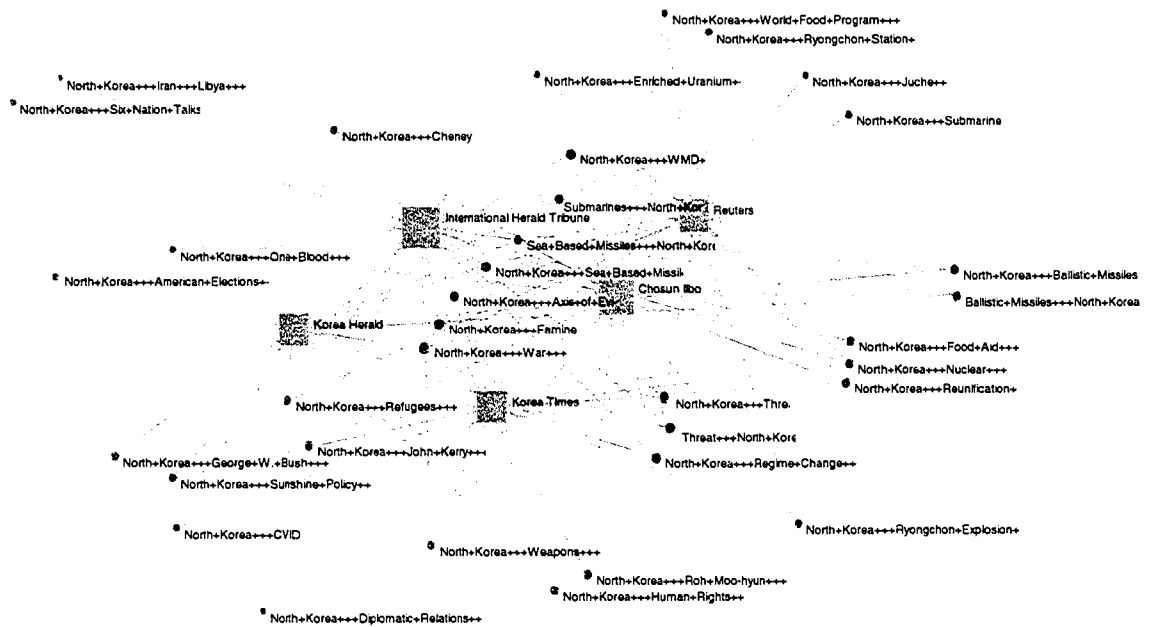 North+Korea+++World+Food+Program+++
North+Korea+++Ryongchon+Station+
North+Korea+++Iran+++Libya+++
North+Korea+++Enriched+Uranium+
North+Korea+++Juche++
North+Korea+++Six+Nation+Talks
North+Korea+++Submarine
North+Korea+++Cheney
North+Korea+++WMD+
Submarines+++North+Kor
Reuters
International Herald Tribune
Sea+Based+Missiles+++North+Kore
North+Korea+++One+Blood+++
North+Korea+++Sea+Based+Missil
North+Korea+++Ballistic+Missiles
North+Korea+++American+Elections+
Chosun Ilbo
North+Korea+++Axis+of+Evi
Ballistic+Missiles+++North+Korea
Korea Herald
North+Korea+++Famine
North+Korea+++War+++
North+Korea+++Food+Aid+++
North+Korea+++Nuclear+++
North+Korea+++Reunification+
North+Korea+++Refugees+++
Korea Times
North+Korea+++Threa
Threat+++North+Kore
North+Korea+++John+Kerry+++
North+Korea+++George+W.+Bush+++
North+Korea+++Regime+Change++
North+Korea+++Sunshine+Policy++
North+Korea+++CVID
North+Korea+++Ryongchon+Explosion+
North+Korea+++Weapons+++
North+Korea+++Roh+Moo-hyun+++
North+Korea+++Human+Rights++
North+Korea+++Diplomatic+Relations++